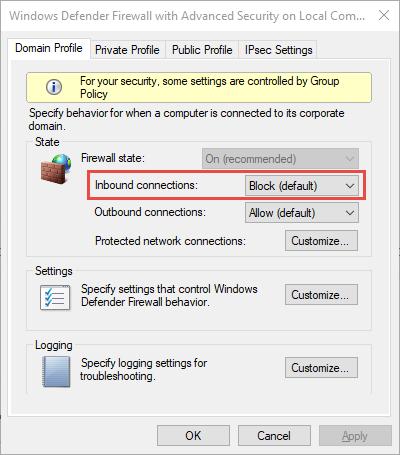 Windows Defender Firewall with Advanced Security on Local Com...
Domain Profile Private Profile Public Profile IPsec Settings
For your security, some settings are controlled by Group
Policy
Specify behavior for when a computer is connected to its corporate
domain.
State
Firewall state: On (recommended)
Inbound connections: Block (default)
Outbound connections: Allow (default)
Protected network connections: Customize...
Settings
Specify settings that control Windows
Defender Firewall behavior.
Customize...
Logging
Specify logging settings for
troubleshooting.
Customize...
OK Cancel Apply